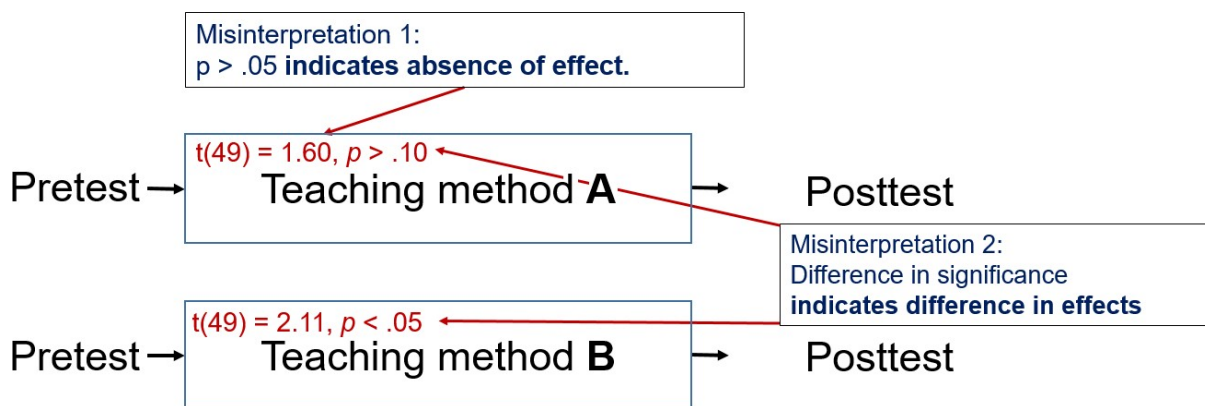 Misinterpretation 1:
p > .05 indicates absence of effect.
t(49) = 1.60, p > .10
Pretest
Teaching method A
Posttest
Misinterpretation 2:
Difference in significance
indicates difference in effects
t(49) = 2.11, p < .05
Pretest
Teaching method B
Posttest